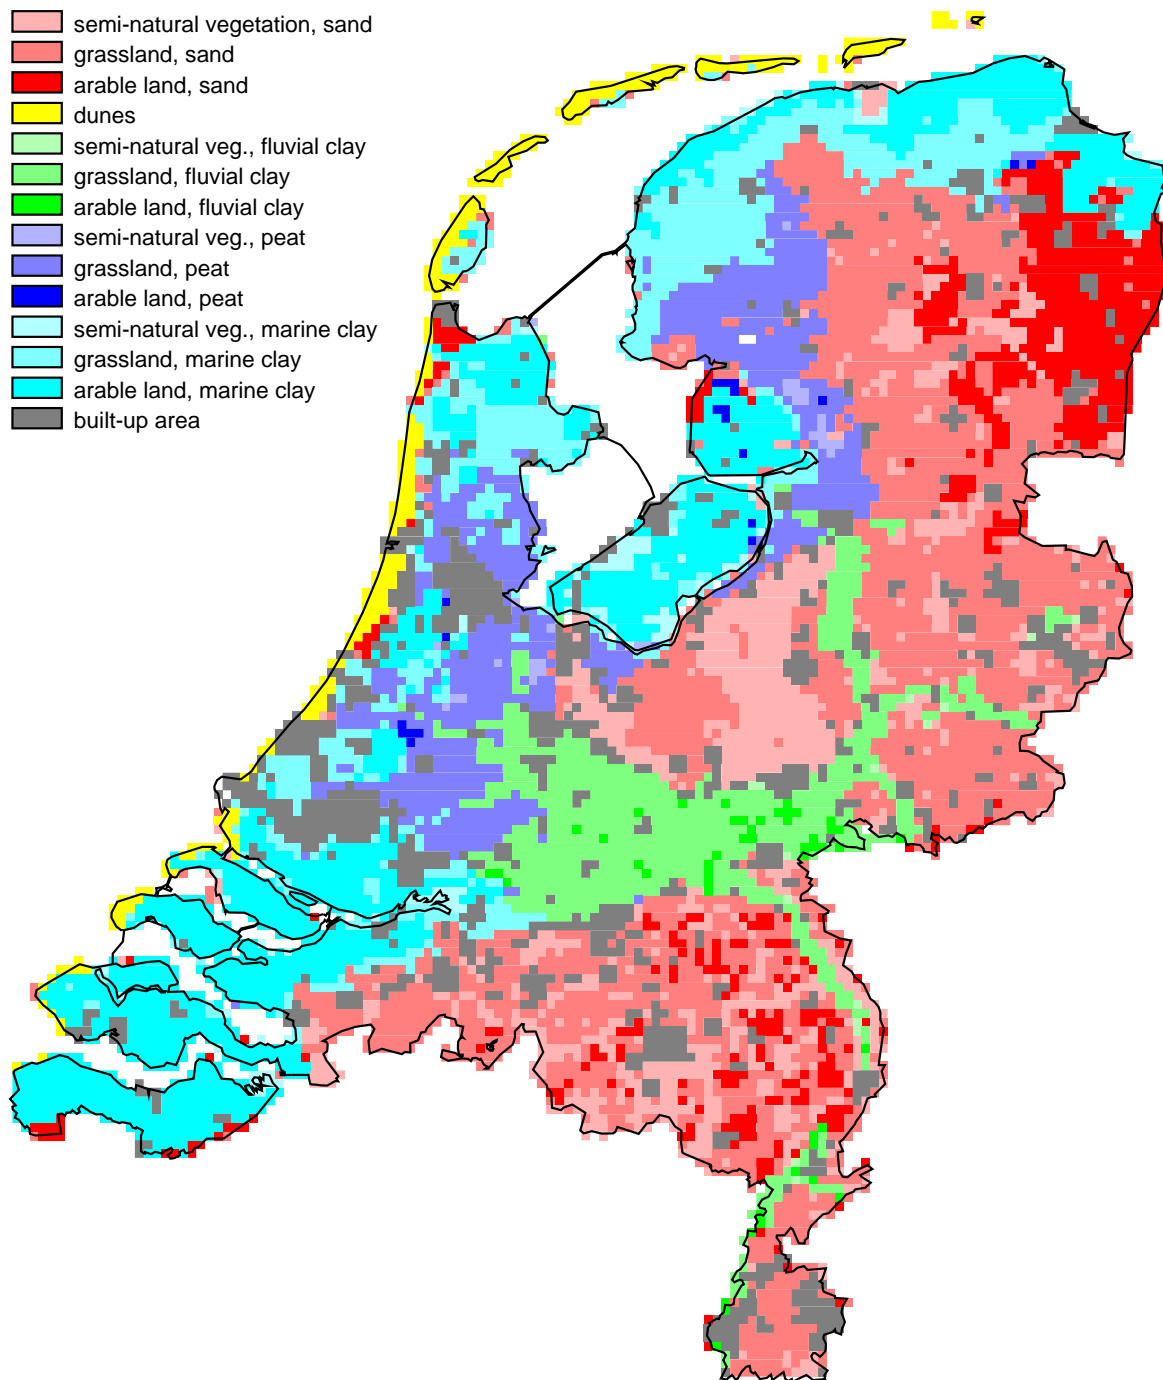 semi-natural vegetation, sand
grassland, sand
arable land, sand
dunes
semi-natural veg., fluvial clay
grassland, fluvial clay
arable land, fluvial clay
semi-natural veg., peat
grassland, peat
arable land, peat
semi-natural veg., marine clay
grassland, marine clay
arable land, marine clay
built-up area